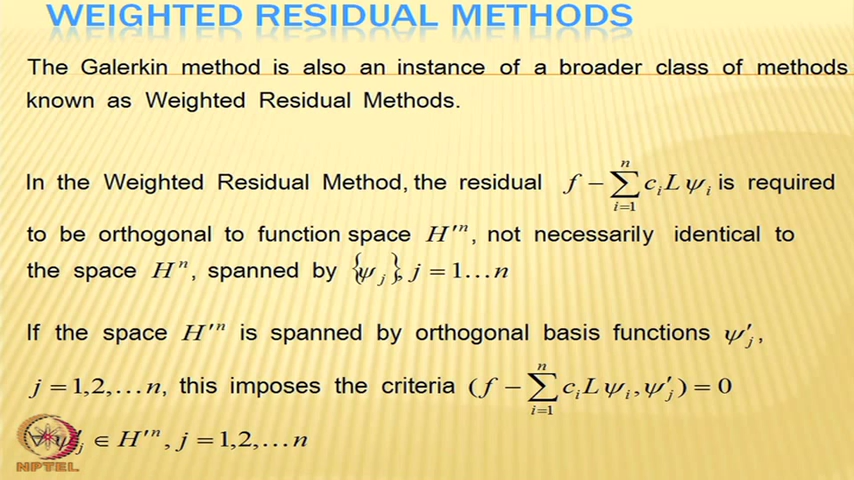 WEIGHTED RESIDUAL METHODS
The Galerkin method is also an instance of a broader class of methods
known as Weighted Residual Methods.
In the Weighted Residual Method, the residual f − ∑_{i=1}^{n} c_i L ψ_i is required
to be orthogonal to function space H'^n, not necessarily identical to
the space H^n, spanned by {ψ_j}, j = 1…n
If the space H'^n is spanned by orthogonal basis functions ψ'_j,
j = 1,2,…n, this imposes the criteria (f − ∑_{i=1}^{n} c_i L ψ_i, ψ'_j) = 0
∀ψ'_j ∈ H'^n, j = 1,2,…n
NPTEL